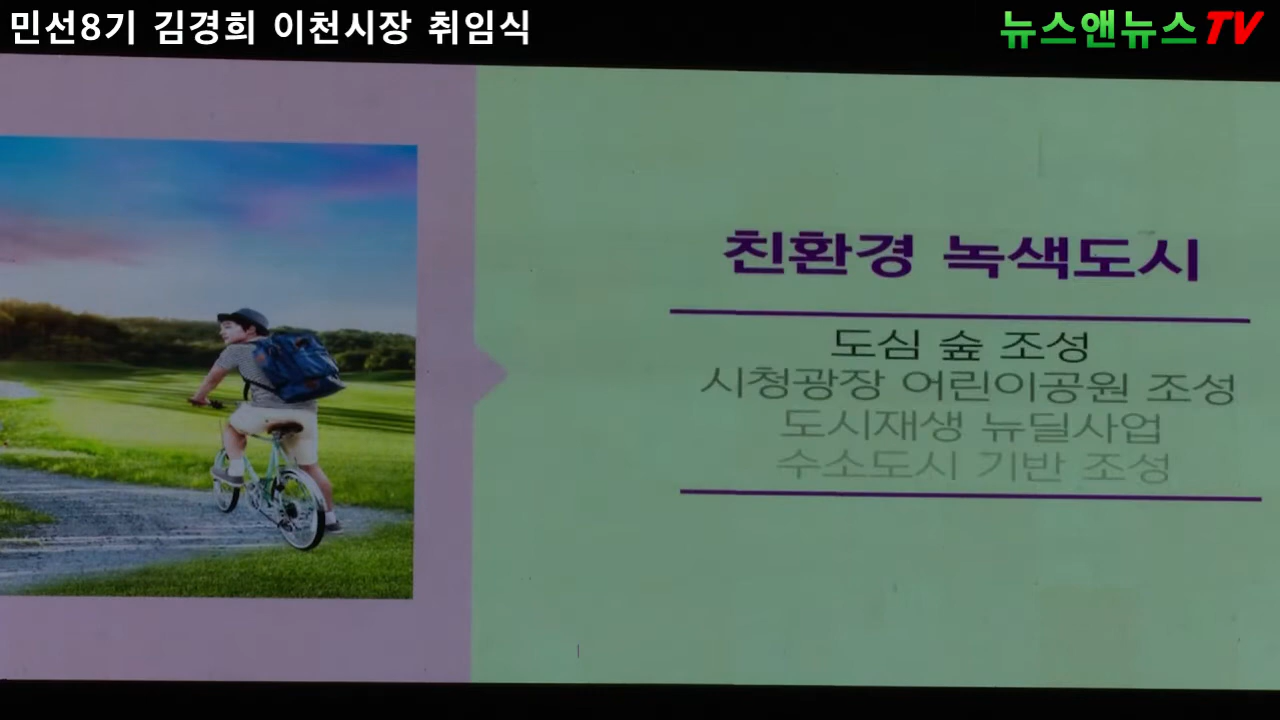 민선8기 김경희 이천시장 취임식
뉴스앤뉴스TV
친환경 녹색도시
도심 숲 조성
시청광장 어린이공원 조성
도시재생 뉴딜사업
수소도시 기반 조성